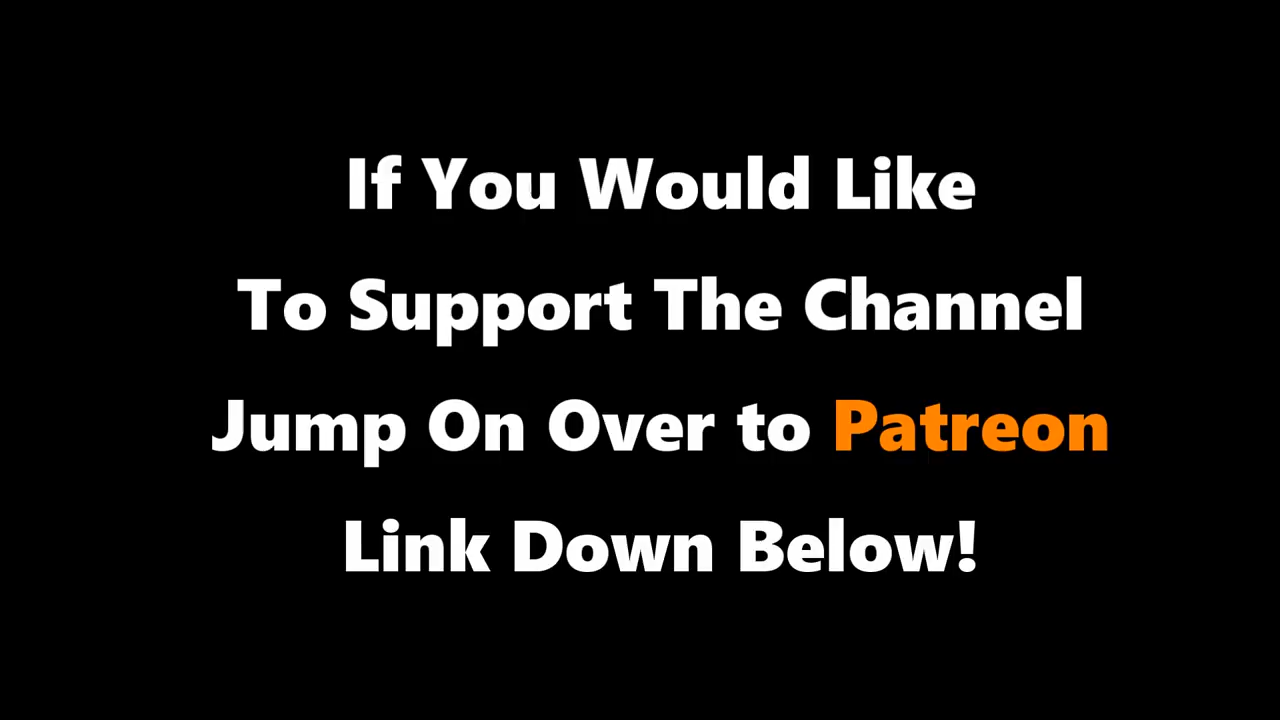 If You Would Like
To Support The Channel
Jump On Over to Patreon
Link Down Below!